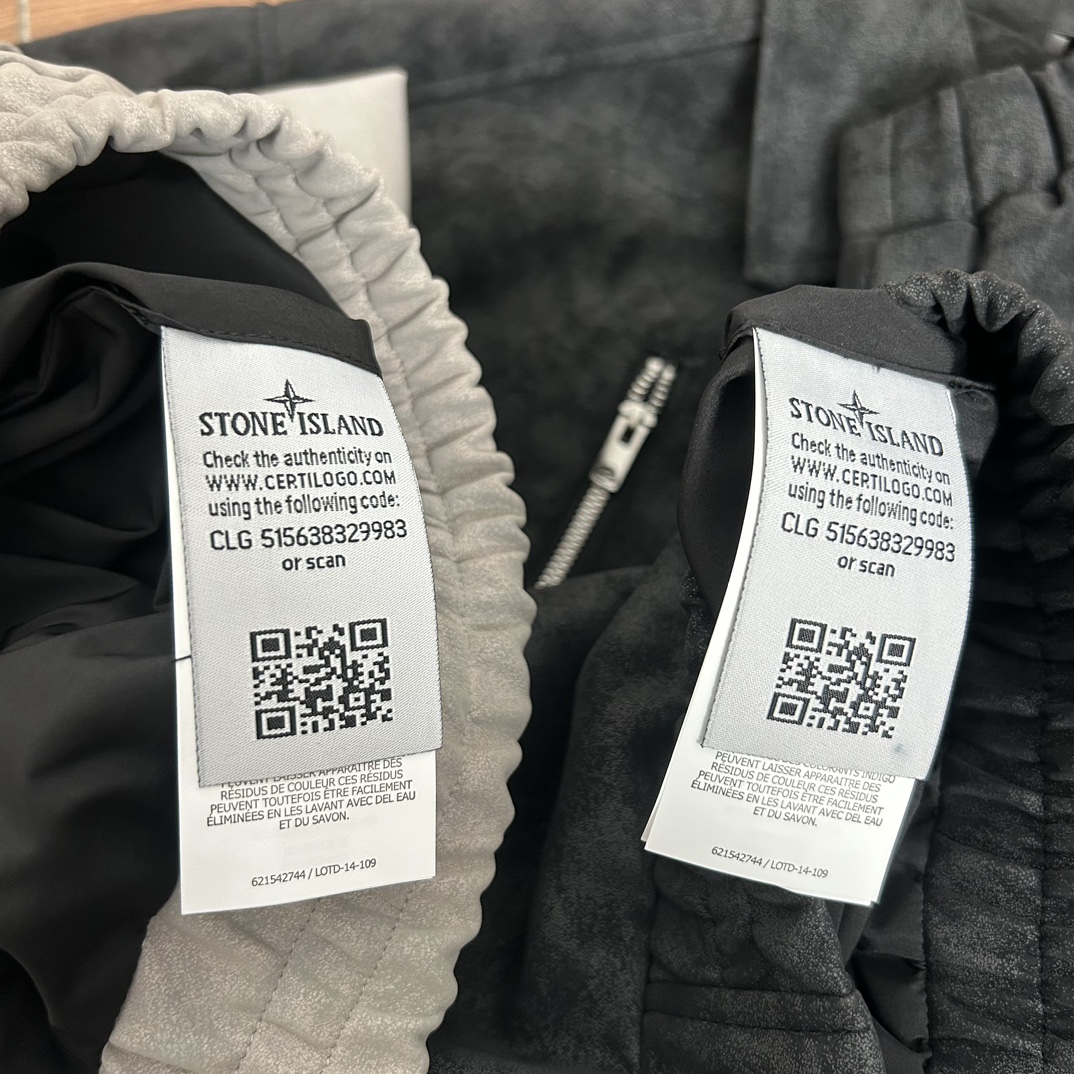 STONE ISLAND
Check the authenticity on
WWW.CERTILOGO.COM
using the following code:
CLG 515638329983
or scan
PEUVENT LAISSER APPARAITRE DES
RÉSIDUS DE COULEUR CES RÉSIDUS
PEUVENT TOUTEFOIS ÊTRE FACILEMENT
ÉLIMINÉES EN LES LAVANT AVEC DEL EAU
ET DU SAVON.
621542744 / LOTD-14-109
STONE ISLAND
Check the authenticity on
WWW.CERTILOGO.COM
using the following code:
CLG 515638329983
or scan
COLORANTS INDIGO
PEUVENT LAISSER APPARAITRE DES
RÉSIDUS DE COULEUR CES RÉSIDUS
PEUVENT TOUTEFOIS ÊTRE FACILEMENT
ÉLIMINÉES EN LES LAVANT AVEC DEL EAU
ET DU SAVON.
621542744 / LOTD-14-109